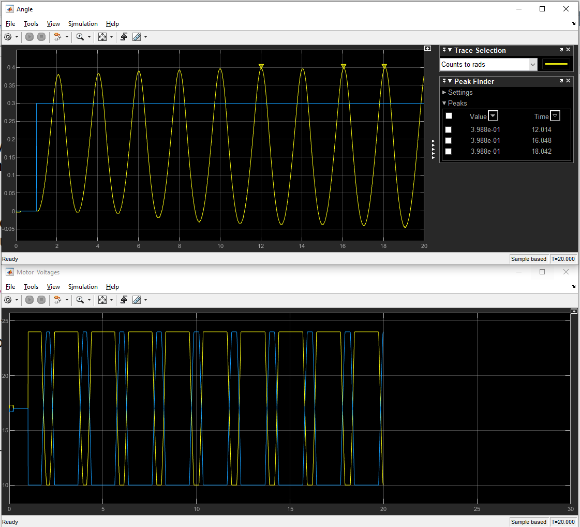 Angle
File Tools View Simulation Help
Trace Selection
Counts to rads
Peak Finder
Settings
Peaks
Value Time
3.988e-01 12.014
3.988e-01 16.048
3.988e-01 18.042
0.4
0.35
0.3
0.25
0.2
0.15
0.1
0.05
0
-0.05
0 2 4 6 8 10 12 14 16 18 20
Ready Sample based T=20.000
Motor Voltages
File Tools View Simulation Help
25
20
15
10
0 5 10 15 20 25 30
Ready Sample based T=20.000